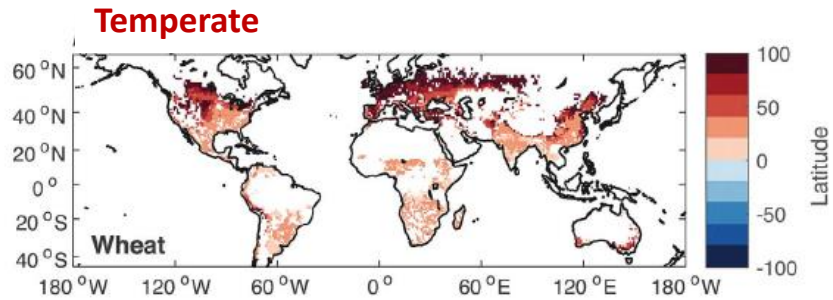 Temperate
60 °N
40 °N
20 °N
0 °
20 °S
40 °S
Wheat
180 °W
120 °W
60 °W
0 °
60 °E
120 °E
180 °W
100
50
0
-50
-100
Latitude